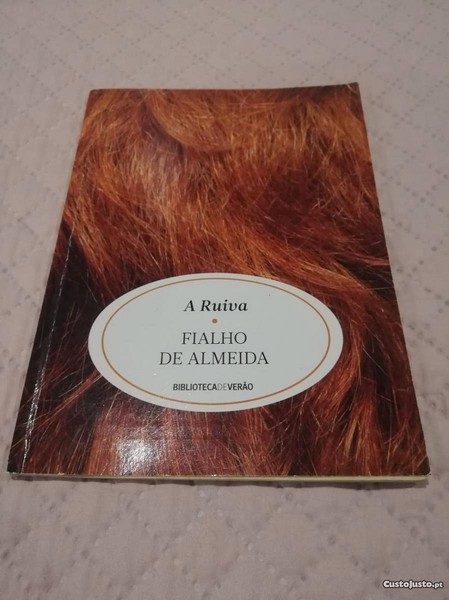 A Ruiva
FIALHO
DE ALMEIDA
BIBLIOTECADEVERÃO
CustoJusto.pt